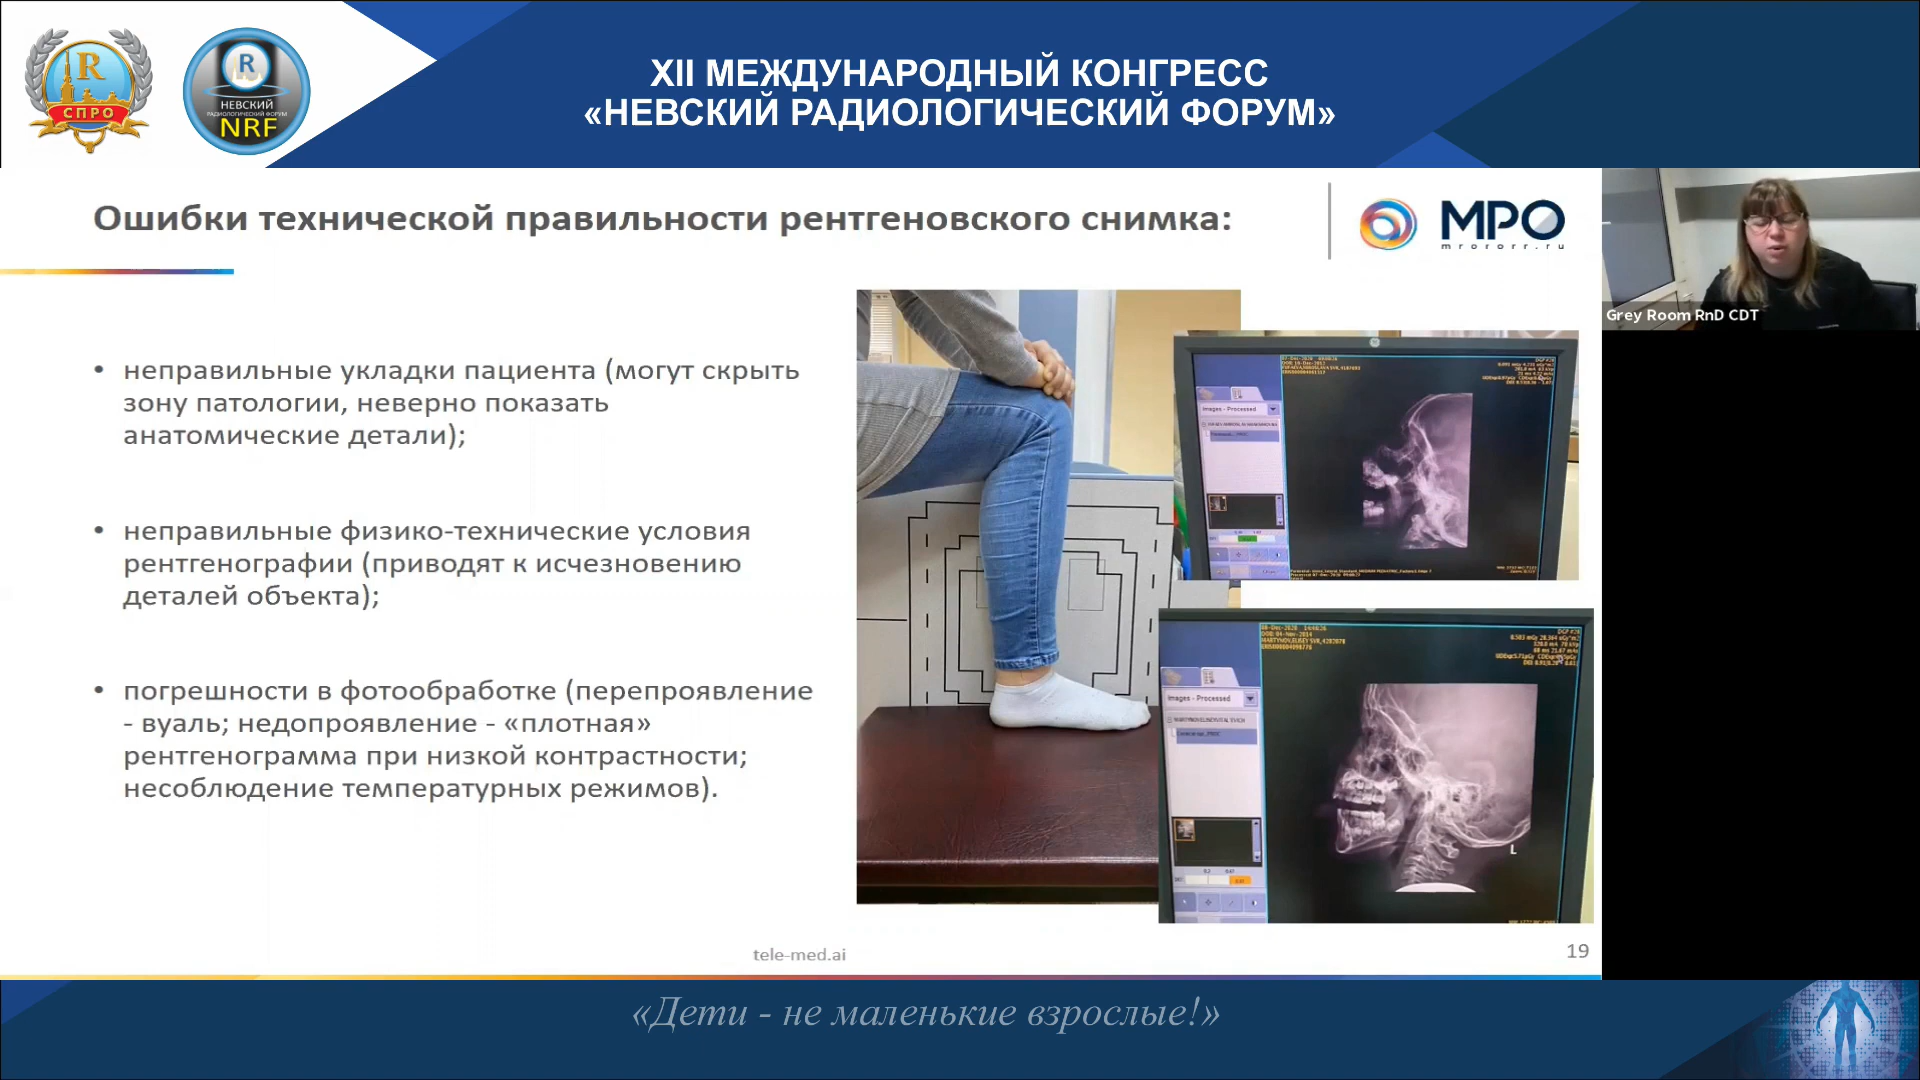 XII МЕЖДУНАРОДНЫЙ КОНГРЕСС
«НЕВСКИЙ РАДИОЛОГИЧЕСКИЙ ФОРУМ»
R
СПРО
R
НЕВСКИЙ
РАДИОЛОГИЧЕСКИЙ ФОРУМ
NRF
Ошибки технической правильности рентгеновского снимка:
МРО
mrororr.ru
Grey Room RnD CDT
• неправильные укладки пациента (могут скрыть
зону патологии, неверно показать
анатомические детали);
• неправильные физико-технические условия
рентгенографии (приводят к исчезновению
деталей объекта);
• погрешности в фотообработке (перепроявление
- вуаль; недопроявление - «плотная»
рентгенограмма при низкой контрастности;
несоблюдение температурных режимов).
Images - Processed
Images - Processed
L
tele-med.ai
19
«Дети - не маленькие взрослые!»